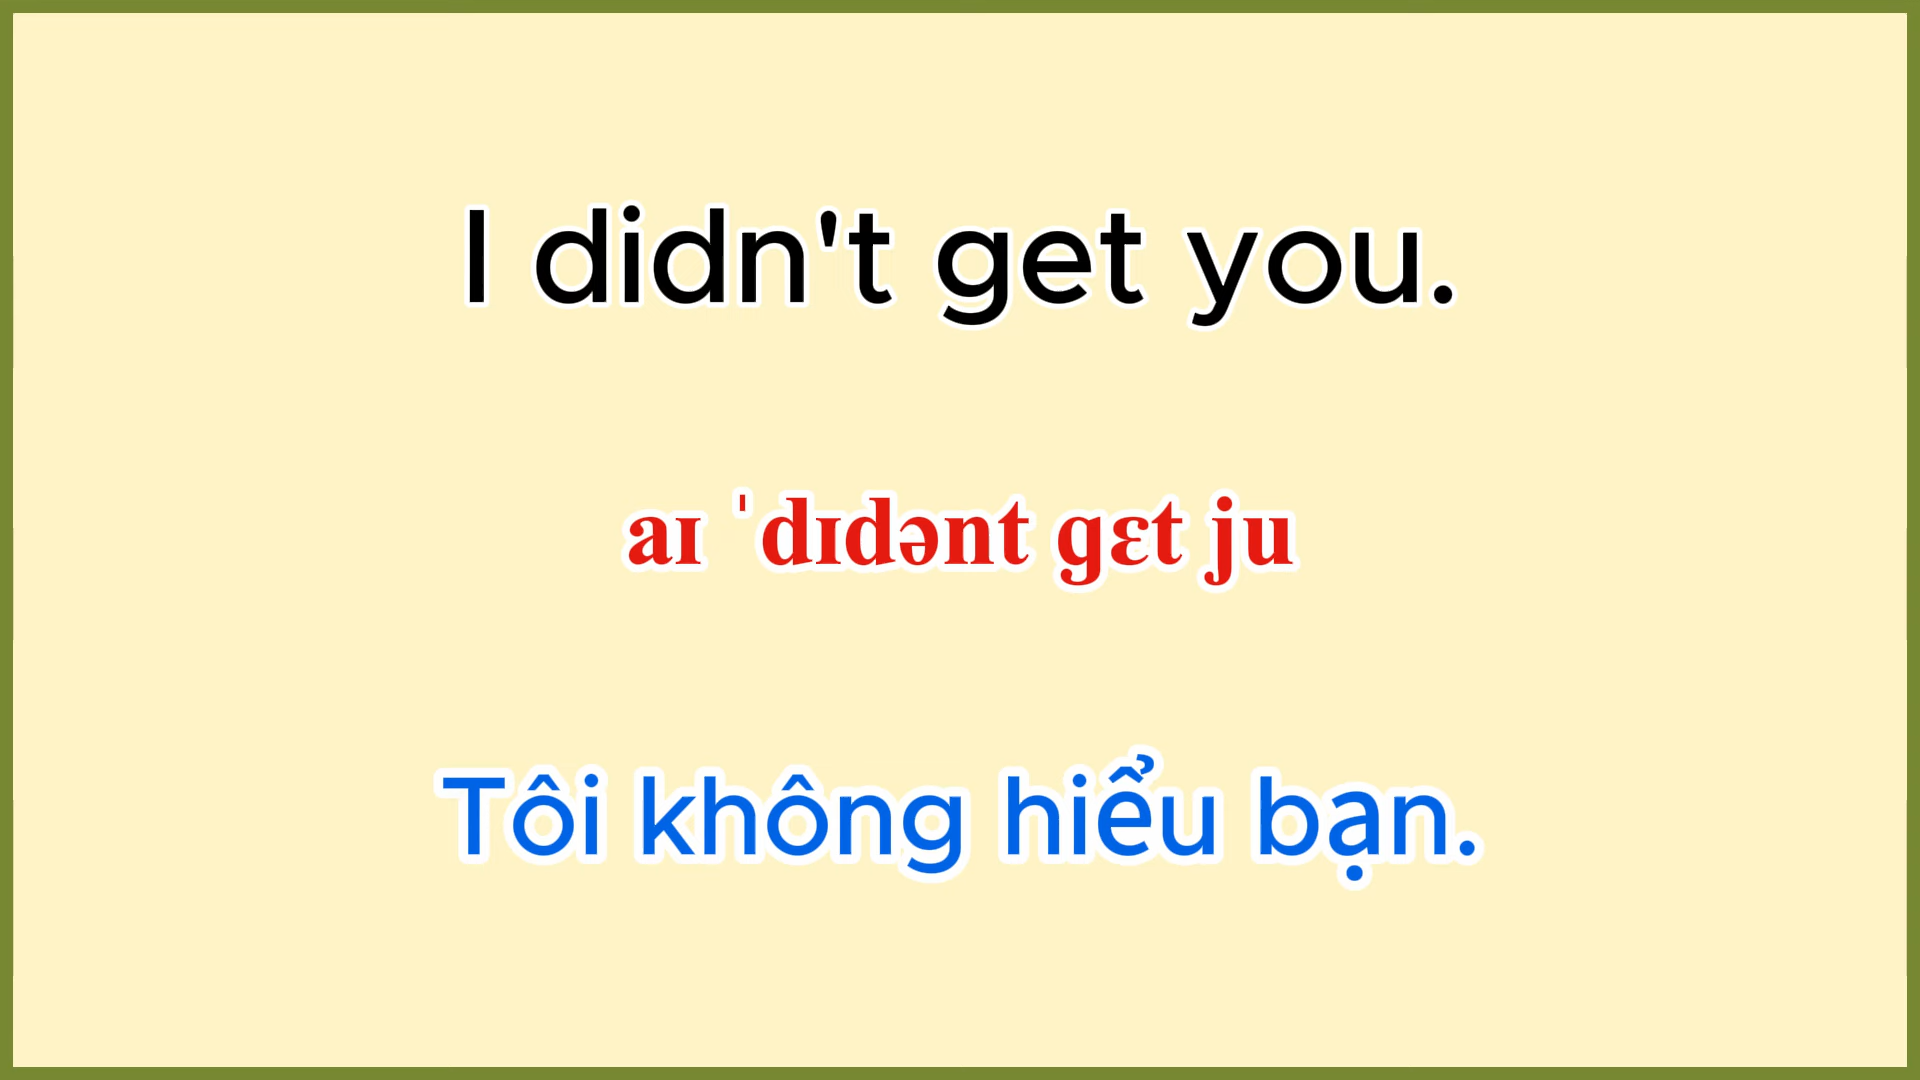 I didn't get you.
aɪ ˈdɪdənt gɛt ju
Tôi không hiểu bạn.